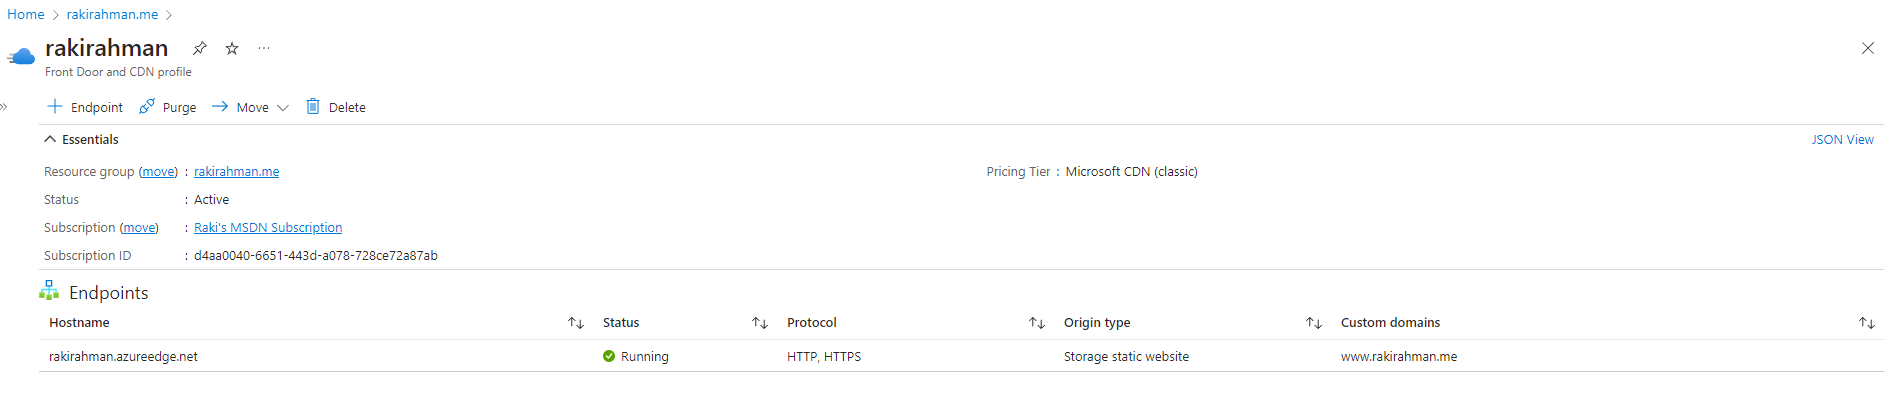 Home > rakirahman.me >
rakirahman
Front Door and CDN profile
Endpoint Purge Move Delete
Essentials JSON View
Resource group (move) : rakirahman.me Pricing Tier : Microsoft CDN (classic)
Status : Active
Subscription (move) : Raki's MSDN Subscription
Subscription ID : d4aa0040-6651-443d-a078-728ce72a87ab
Endpoints
Hostname Status Protocol Origin type Custom domains
rakirahman.azureedge.net Running HTTP, HTTPS Storage static website www.rakirahman.me